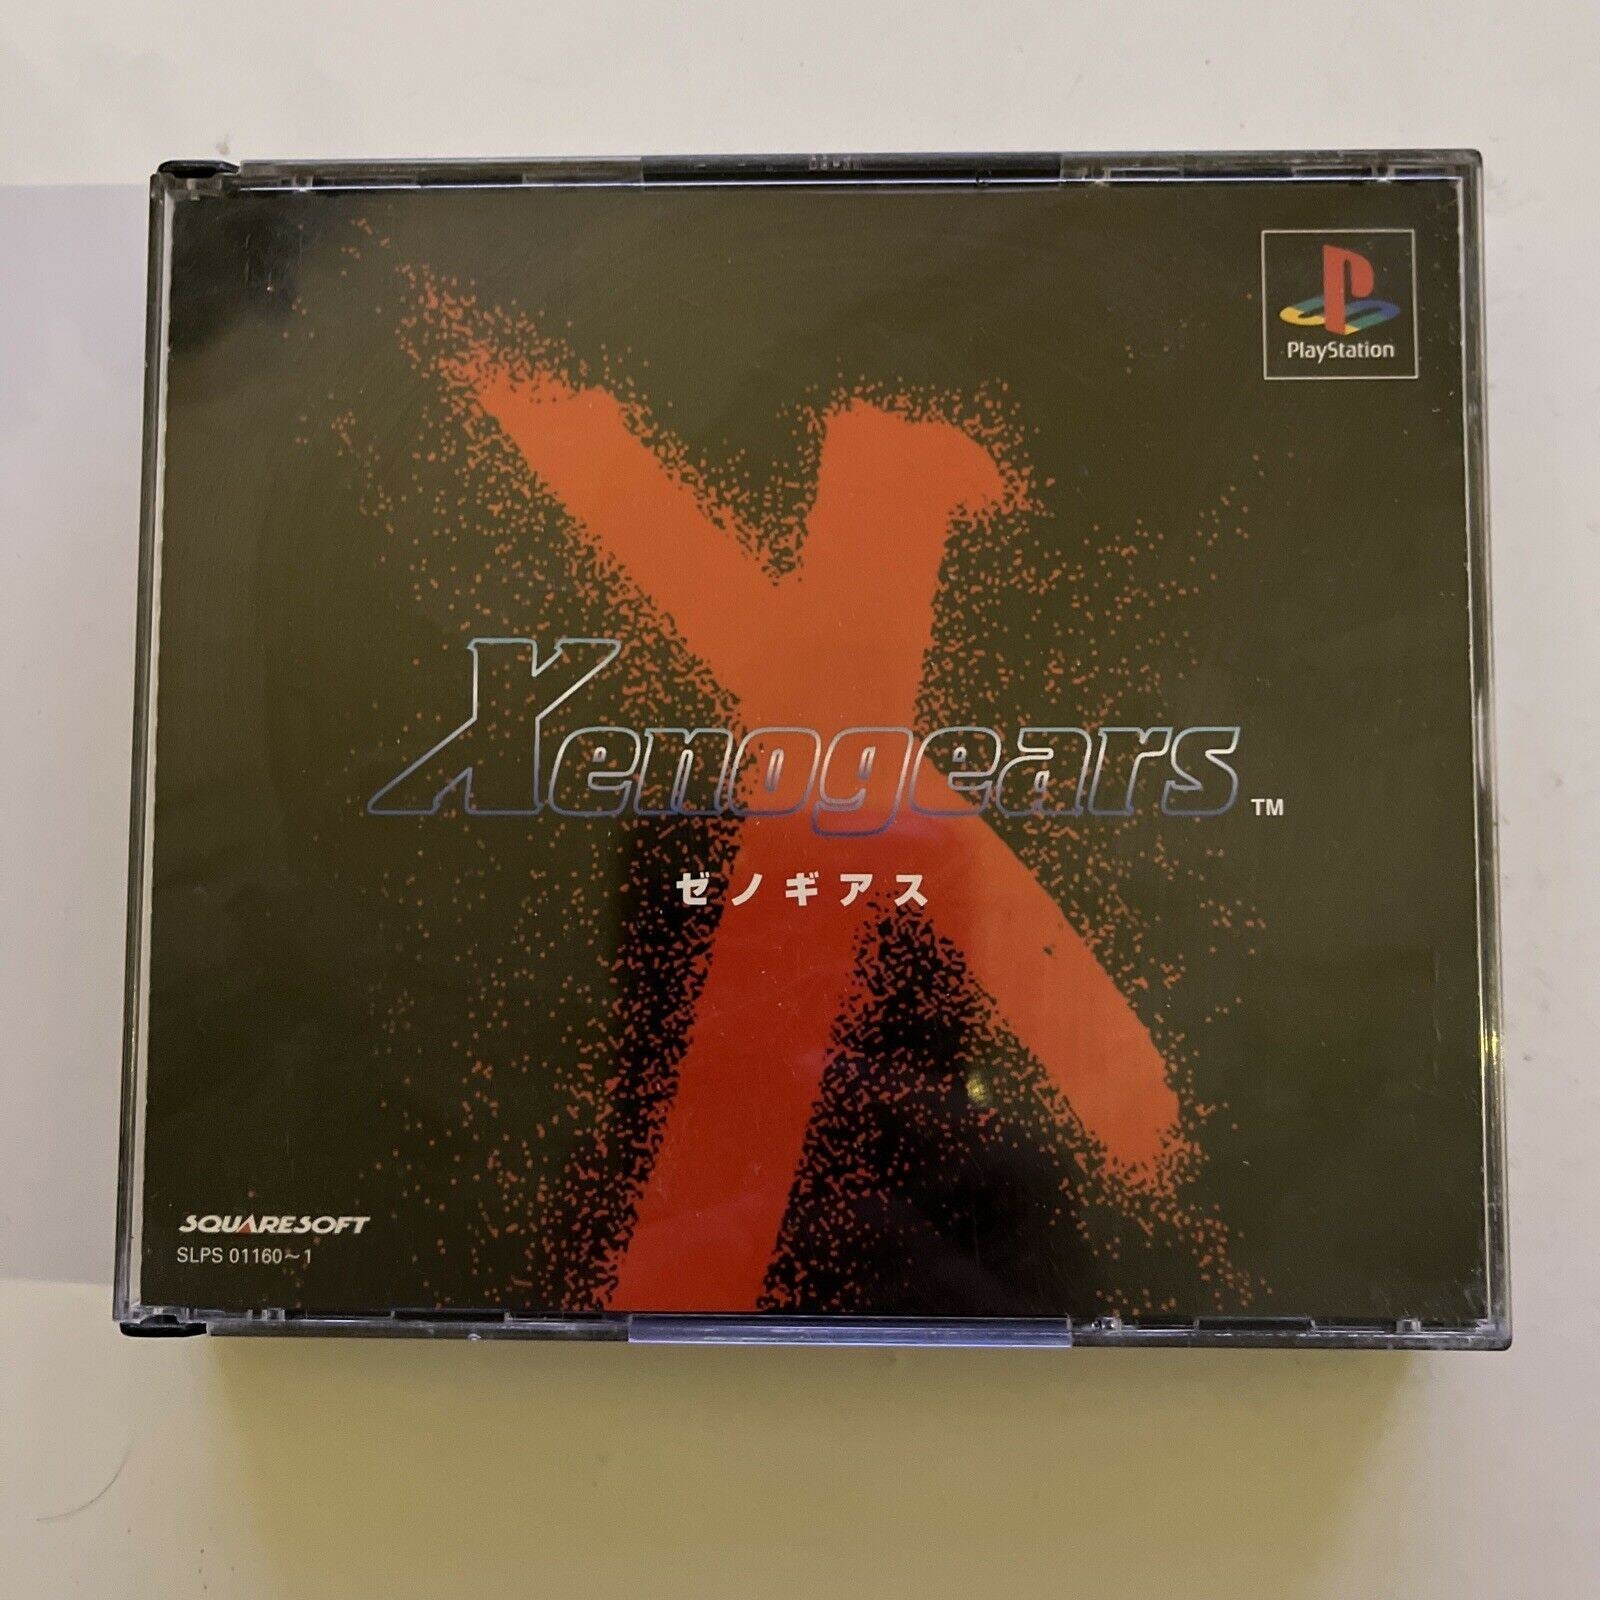 PlayStation
Xenogears™
ゼノギアス
SQUARESOFT
SLPS 01160~1